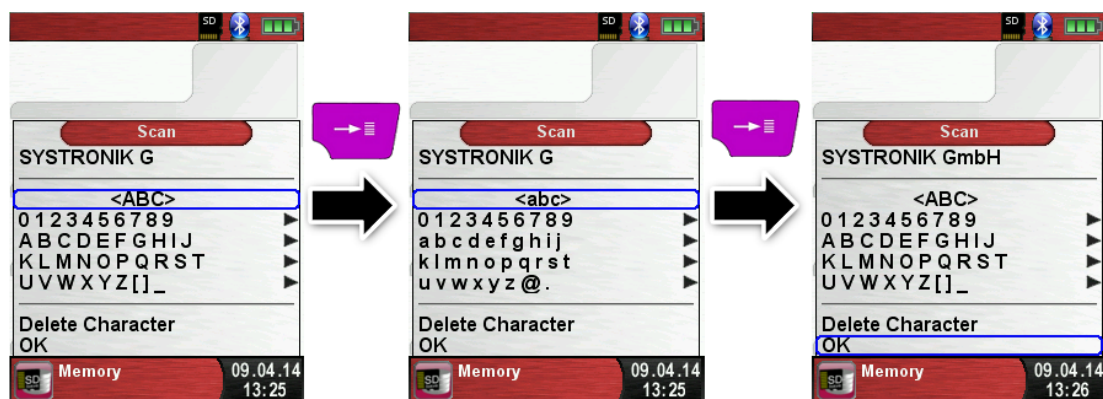 SD
Scan
SYSTRONIK G
<ABC>
0 1 2 3 4 5 6 7 8 9
A B C D E F G H I J
K L M N O P Q R S T
U V W X Y Z [ ] _
Delete Character
OK
SD
Memory
09.04.14
13:25
SD
Scan
SYSTRONIK G
<abc>
0 1 2 3 4 5 6 7 8 9
a b c d e f g h i j
k l m n o p q r s t
u v w x y z @ .
Delete Character
OK
SD
Memory
09.04.14
13:25
SD
Scan
SYSTRONIK GmbH
<ABC>
0 1 2 3 4 5 6 7 8 9
A B C D E F G H I J
K L M N O P Q R S T
U V W X Y Z [ ] _
Delete Character
OK
SD
Memory
09.04.14
13:26